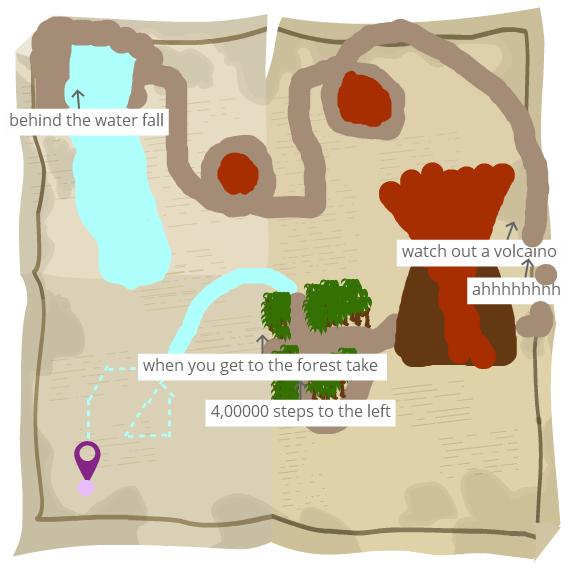 behind the water fall
watch out a volcaino
ahhhhhhhh
when you get to the forest take
4,00000 steps to the left